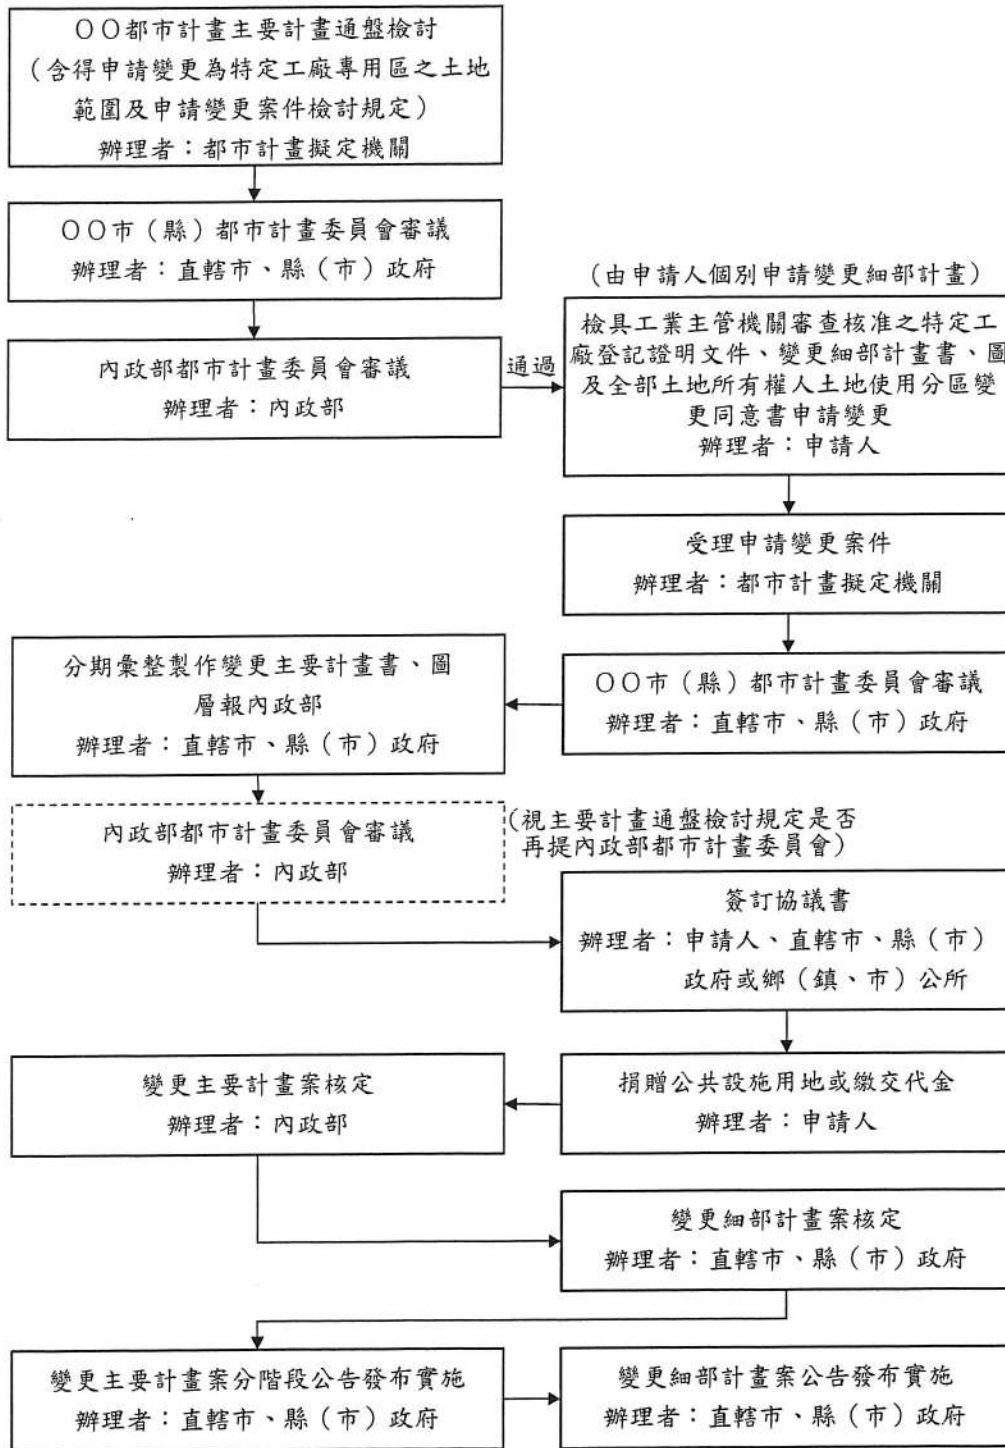 〇〇都市計畫主要計畫通盤檢討
（含得申請變更為特定工廠專用區之土地
範圍及申請變更案件檢討規定）
辦理者：都市計畫擬定機關
〇〇市（縣）都市計畫委員會審議
辦理者：直轄市、縣（市）政府
內政部都市計畫委員會審議
辦理者：內政部
通過
（由申請人個別申請變更細部計畫）
檢具工業主管機關審查核准之特定工
廠登記證明文件、變更細部計畫書、圖
及全部土地所有權人土地使用分區變
更同意書申請變更
辦理者：申請人
受理申請變更案件
辦理者：都市計畫擬定機關
〇〇市（縣）都市計畫委員會審議
辦理者：直轄市、縣（市）政府
分期彙整製作變更主要計畫書、圖
層報內政部
辦理者：直轄市、縣（市）政府
內政部都市計畫委員會審議
辦理者：內政部
（視主要計畫通盤檢討規定是否
再提內政部都市計畫委員會）
簽訂協議書
辦理者：申請人、直轄市、縣（市）
政府或鄉（鎮、市）公所
捐贈公共設施用地或繳交代金
辦理者：申請人
變更主要計畫案核定
辦理者：內政部
變更細部計畫案核定
辦理者：直轄市、縣（市）政府
變更主要計畫案分階段公告發布實施
辦理者：直轄市、縣（市）政府
變更細部計畫案公告發布實施
辦理者：直轄市、縣（市）政府